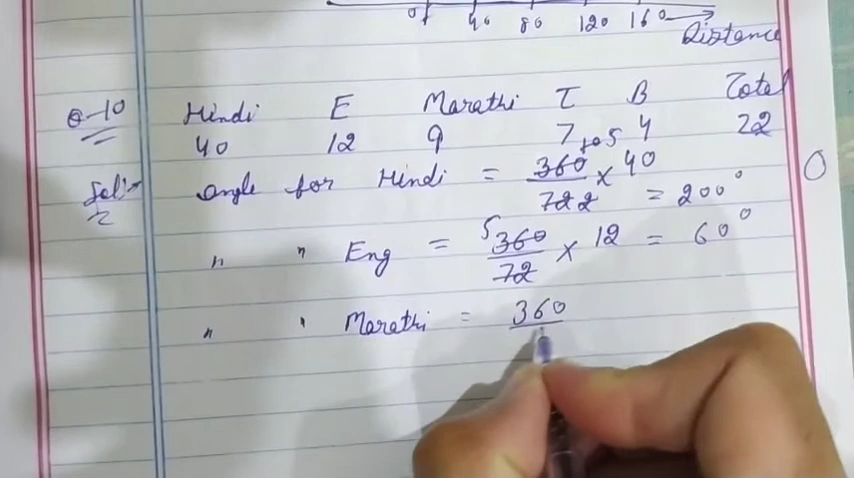 0 40 80 120 160
Distance
Q-10 Hindi E Marathi T B Total
40 12 9 7 4 72
Sol:- angle for Hindi = 360/72 × 40 = 200°
" " Eng = 360/72 × 12 = 60°
" " Marathi = 360